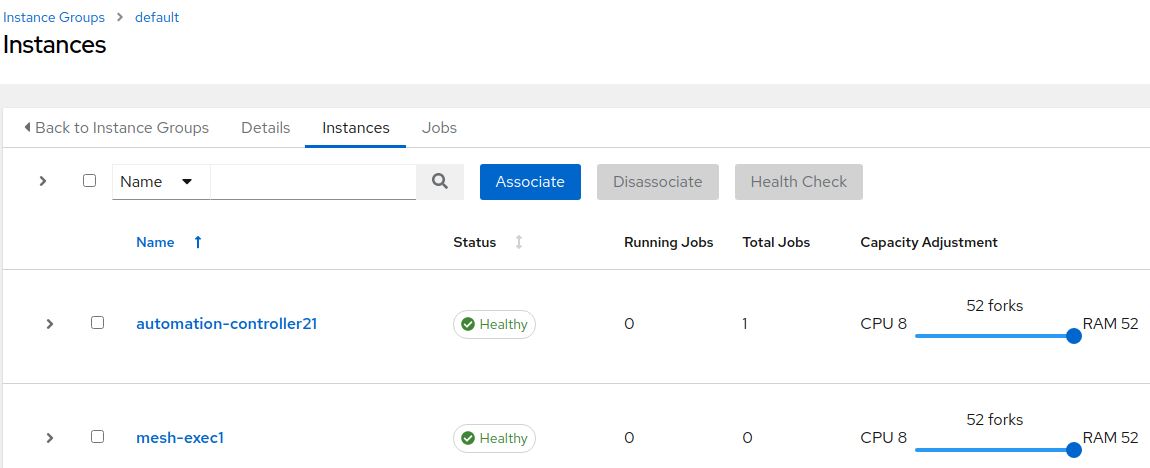 Instance Groups > default
Instances
Back to Instance Groups Details Instances Jobs
Name Associate Disassociate Health Check
Name Status Running Jobs Total Jobs Capacity Adjustment
52 forks
automation-controller21 Healthy 0 1 CPU 8 RAM 52
52 forks
mesh-exec1 Healthy 0 0 CPU 8 RAM 52